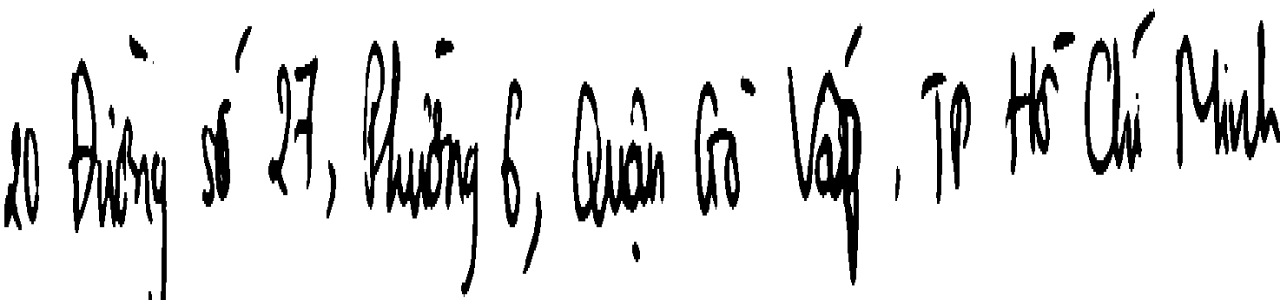 20 Đường số 27, Phường 6, Quận Gò Vấp, TP Hồ Chí Minh